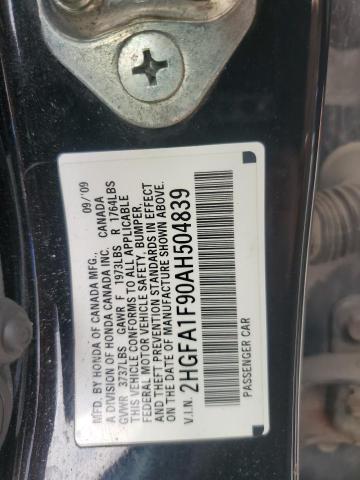 MFD. BY HONDA OF CANADA MFG., 09/09
A DIVISION OF HONDA CANADA INC. CANADA
GVWR 3737LBS GAWR F 1973LBS R 1764LBS
THIS VEHICLE CONFORMS TO ALL APPLICABLE
FEDERAL MOTOR VEHICLE SAFETY, BUMPER,
AND THEFT PREVENTION STANDARDS IN EFFECT
ON THE DATE OF MANUFACTURE SHOWN ABOVE.
V.I.N. 2HGFA1F90AH504839
PASSENGER CAR